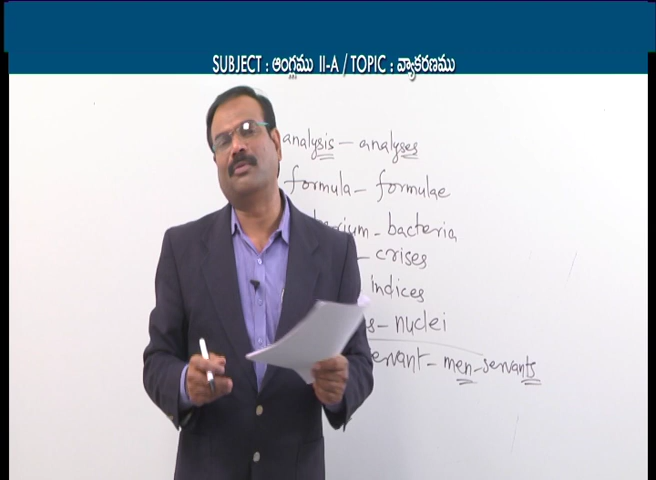 SUBJECT : ఆంగ్లము II-A / TOPIC : వ్యాకరణము
analysis - analyses
formula - formulae
bacteria
- crises
Indices
- nuclei
- men-servants